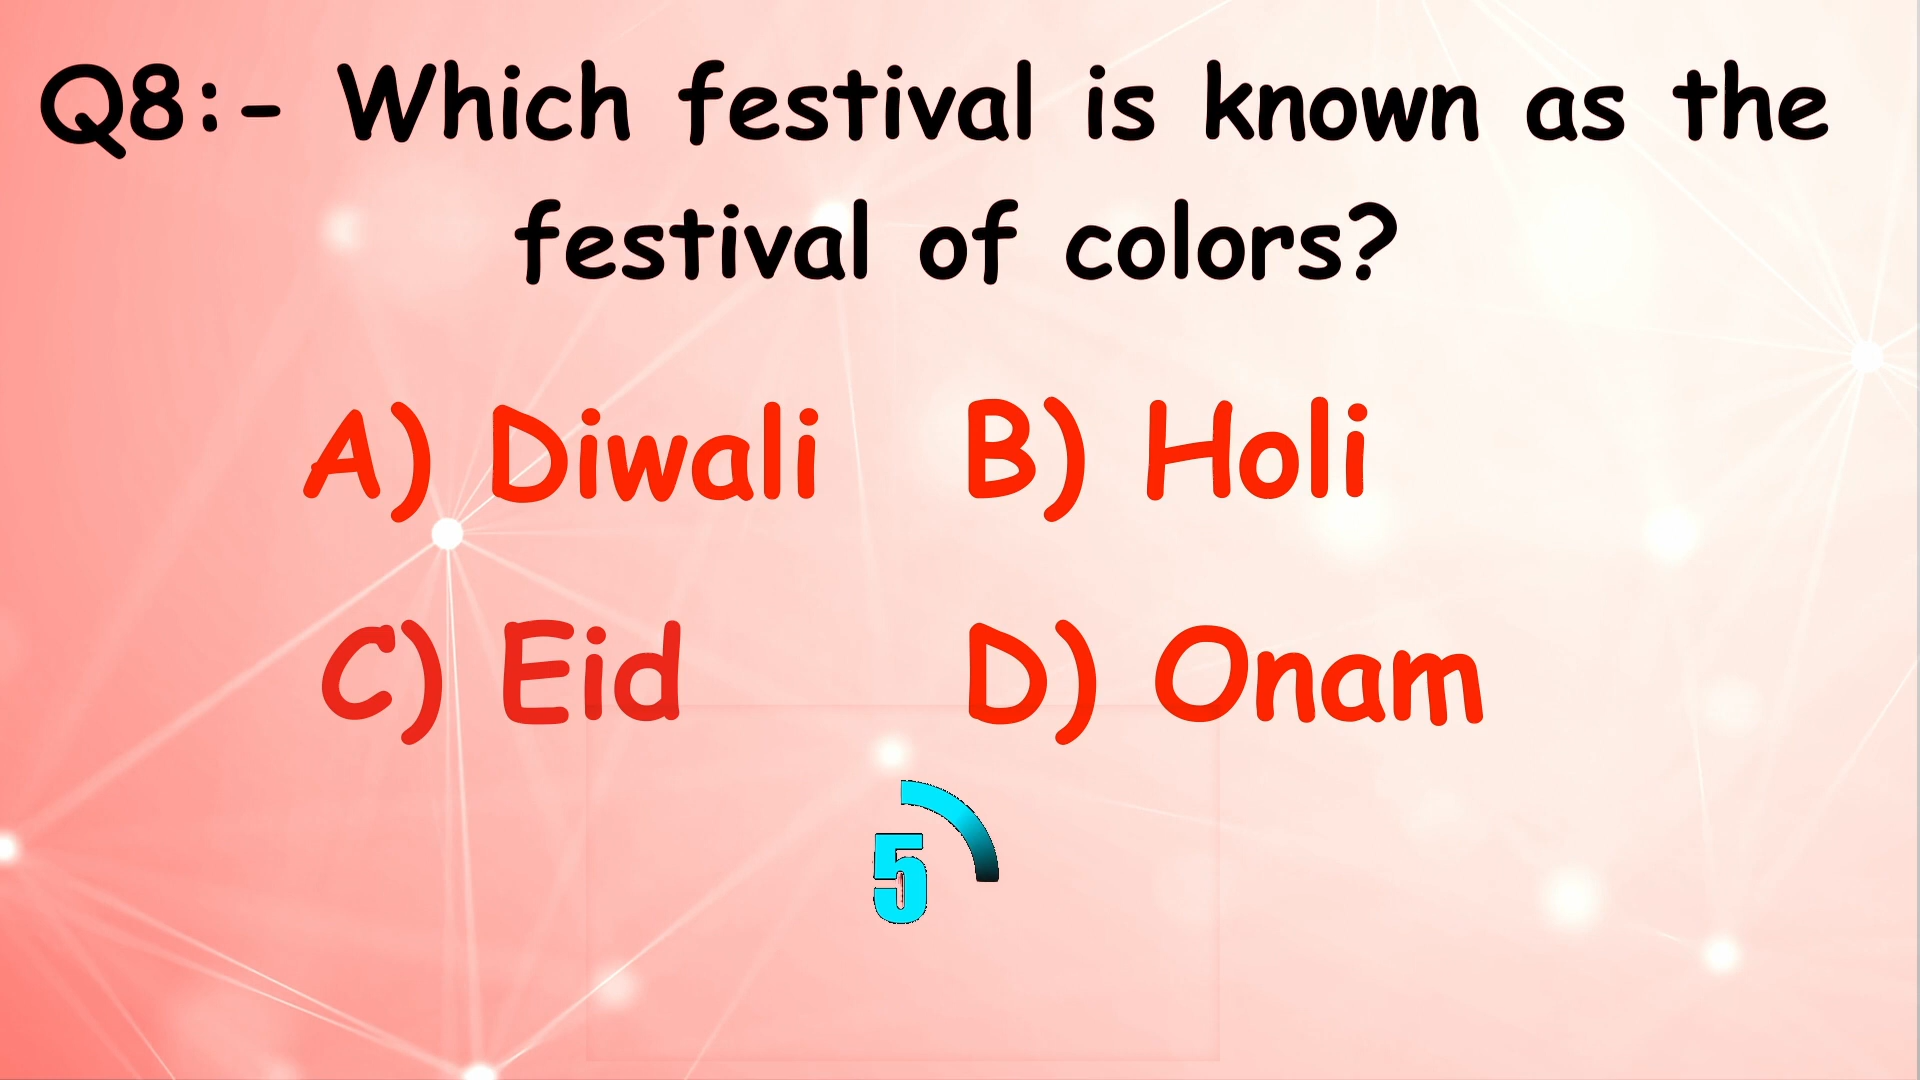 Q8:- Which festival is known as the
festival of colors?
A) Diwali B) Holi
C) Eid D) Onam
5